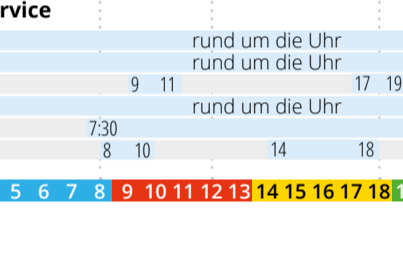 rvice
rund um die Uhr
rund um die Uhr
9 11 17 19
rund um die Uhr
7:30
8 10 14 18
5 6 7 8 9 10 11 12 13 14 15 16 17 18 1